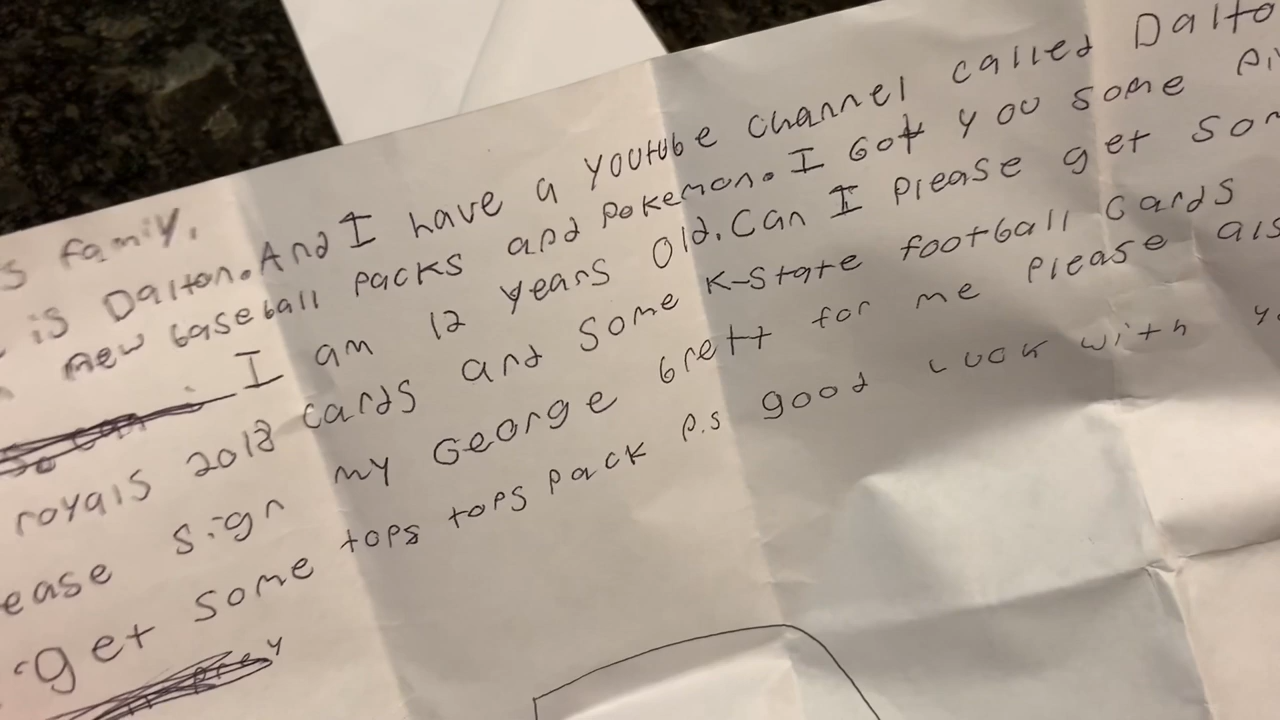 s family.
is Dalton. And I have a youtube channel called Dalto
new baseball packs and Pokemon. I Got you some Pi
I am 12 years old. Can I Please get som
royals 2018 cards and some K-State football cards
ease sign my George Brett for me Please als
get some tops tops pack P.s good Luck with y